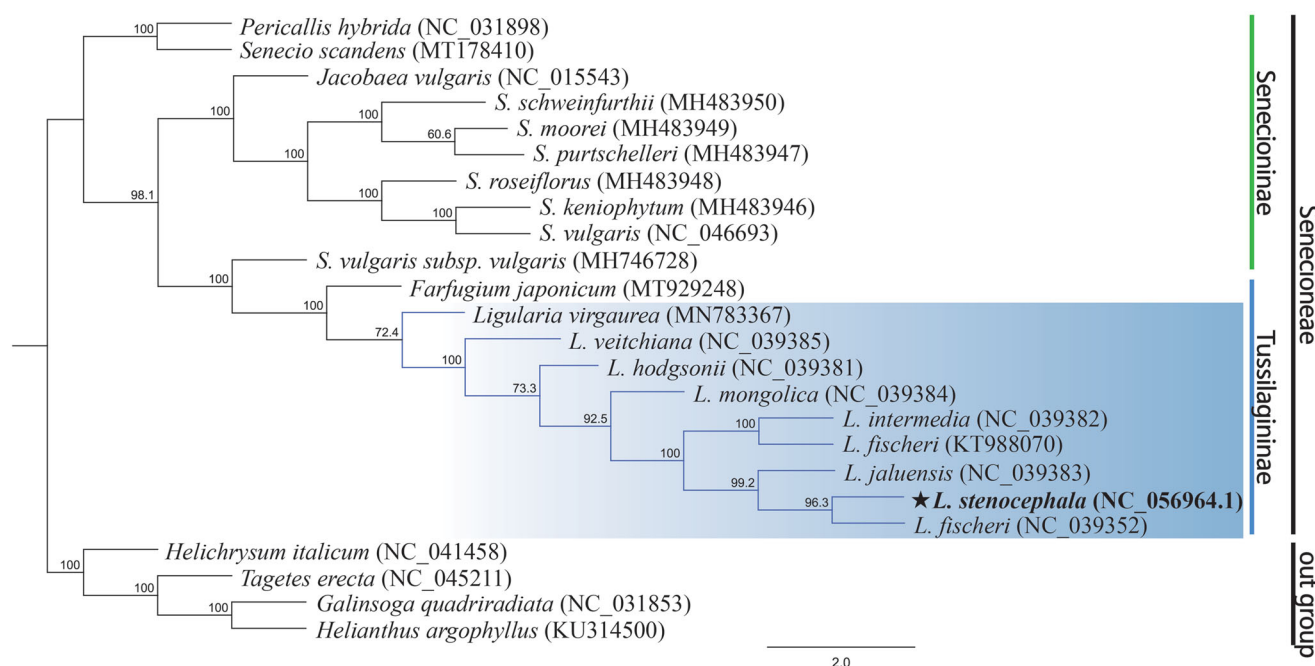 100
Pericallis hybrida (NC_031898)
Senecio scandens (MT178410)
Jacobaea vulgaris (NC_015543)
100
S. schweinfurthii (MH483950)
100
S. moorei (MH483949)
60.6
S. purtschelleri (MH483947)
100
S. roseiflorus (MH483948)
100
S. keniophytum (MH483946)
100
S. vulgaris (NC_046693)
98.1
S. vulgaris subsp. vulgaris (MH746728)
100
Farfugium japonicum (MT929248)
100
Ligularia virgaurea (MN783367)
72.4
L. veitchiana (NC_039385)
100
L. hodgsonii (NC_039381)
73.3
L. mongolica (NC_039384)
92.5
L. intermedia (NC_039382)
100
L. fischeri (KT988070)
100
L. jaluensis (NC_039383)
99.2
★L. stenocephala (NC_056964.1)
96.3
L. fischeri (NC_039352)
Helichrysum italicum (NC_041458)
100
Tagetes erecta (NC_045211)
100
Galinsoga quadriradiata (NC_031853)
100
Helianthus argophyllus (KU314500)
2.0
Senecioninae
Tussilagininae
Senecioneae
out group